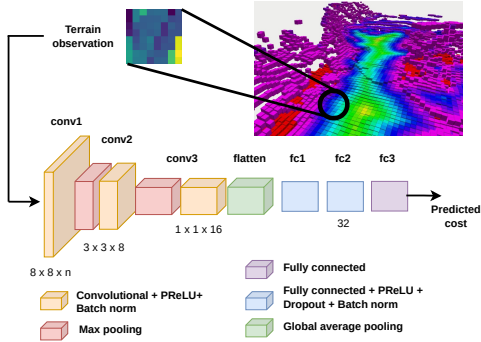 Terrain
observation
conv1
conv2
conv3
flatten
fc1
fc2
fc3
Predicted
cost
8 x 8 x n
3 x 3 x 8
1 x 1 x 16
32
Convolutional + PReLU+
Batch norm
Max pooling
Fully connected
Fully connected + PReLU +
Dropout + Batch norm
Global average pooling